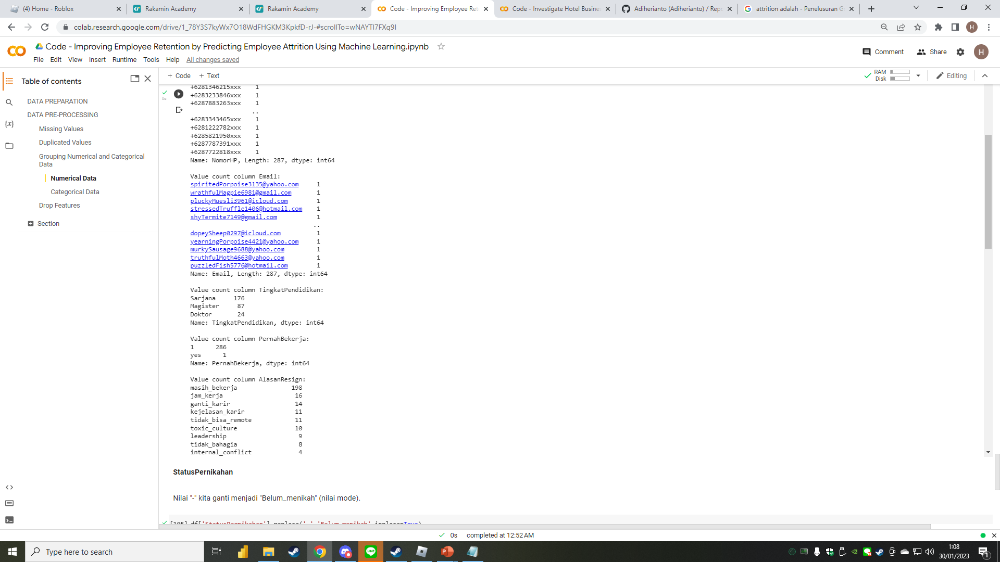 (4) Home - Roblox
Rakamin Academy
Rakamin Academy
Code - Improving Employee Ret
Code - Investigate Hotel Busines
Adiherianto (Adiherianto) / Repo
attrition adalah - Penelusuran G
colab.research.google.com/drive/1_78Y3S7kyWx7O18WdFHGKM3KpkfD-rJ-#scrollTo=wNAYTI7FXq9I
H
Code - Improving Employee Retention by Predicting Employee Attrition Using Machine Learning.ipynb
File Edit View Insert Runtime Tools Help All changes saved
Comment
Share
H
Table of contents
DATA PREPARATION
DATA PRE-PROCESSING
Missing Values
Duplicated Values
Grouping Numerical and Categorical
Data
Numerical Data
Categorical Data
Drop Features
Section
+ Code + Text
RAM
Disk
Editing
0s
+6281346215xxx 1
+6283233846xxx 1
+6287883263xxx 1
..
+6283343465xxx 1
+6281222782xxx 1
+6285821950xxx 1
+6287787391xxx 1
+6287722818xxx 1
Name: NomorHP, Length: 287, dtype: int64
Value count column Email:
spiritedPorpoise3135@yahoo.com 1
wrathfulMagpie6981@gmail.com 1
pluckyMuesli3961@icloud.com 1
stressedTruffle1406@hotmail.com 1
shyTermite7149@gmail.com 1
..
dopeySheep0297@icloud.com 1
yearningPorpoise4421@yahoo.com 1
murkySausage9688@yahoo.com 1
truthfulMoth4663@yahoo.com 1
puzzledFish5776@hotmail.com 1
Name: Email, Length: 287, dtype: int64
Value count column TingkatPendidikan:
Sarjana 176
Magister 87
Doktor 24
Name: TingkatPendidikan, dtype: int64
Value count column PernahBekerja:
1 286
yes 1
Name: PernahBekerja, dtype: int64
Value count column AlasanResign:
masih_bekerja 198
jam_kerja 16
ganti_karir 14
kejelasan_karir 11
tidak_bisa_remote 11
toxic_culture 10
leadership 9
tidak_bahagia 8
internal_conflict 4
StatusPernikahan
Nilai "-" kita ganti menjadi "Belum_menikah" (nilai mode).
[105] df['StatusPernikahan'].replace('-','Belum_menikah',inplace=True)
0s completed at 12:52 AM
Type here to search
1:08
30/01/2023
1